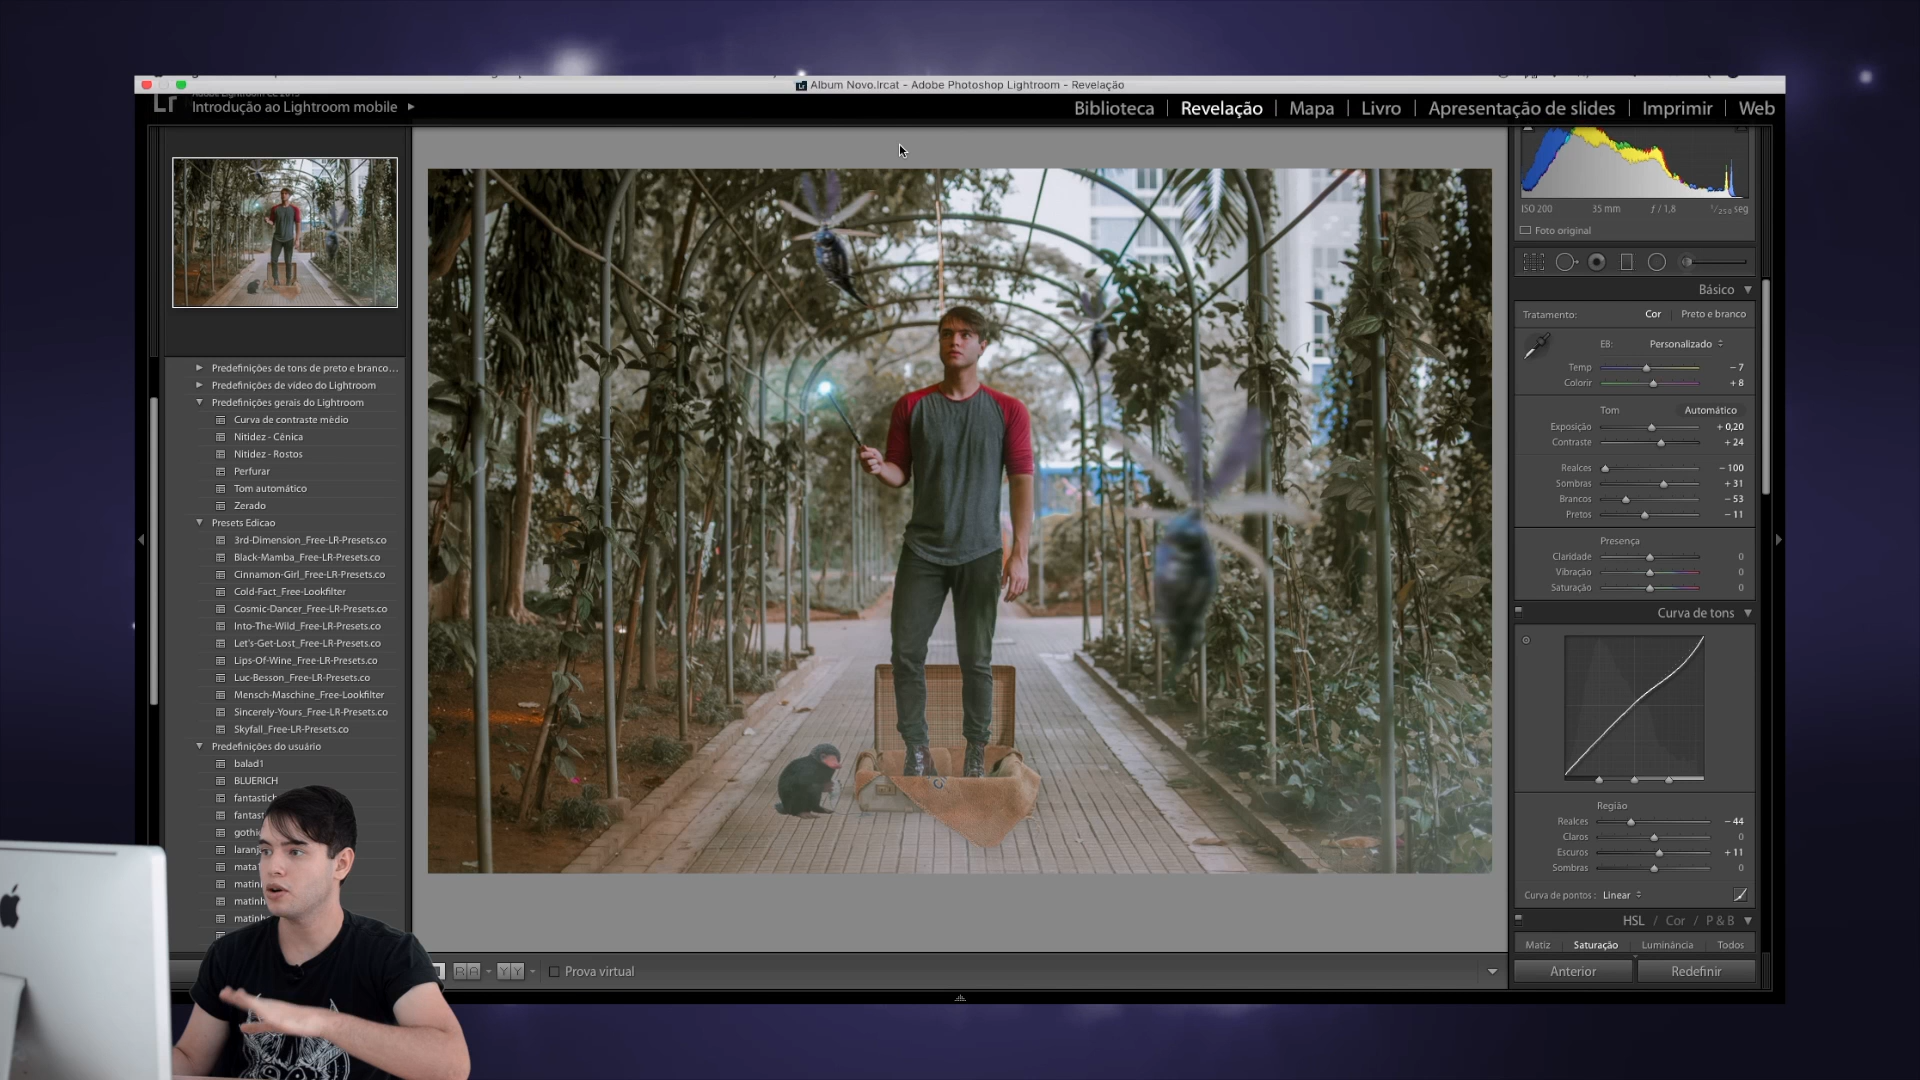 Album Novo.lrcat - Adobe Photoshop Lightroom - Revelação
Lr
Introdução ao Lightroom mobile
Biblioteca | Revelação | Mapa | Livro | Apresentação de slides | Imprimir | Web
Predefinições de tons de preto e branco…
Predefinições de vídeo do Lightroom
Predefinições gerais do Lightroom
Curva de contraste médio
Nitidez - Cênica
Nitidez - Rostos
Perfurar
Tom automático
Zerado
Presets Edicao
3rd-Dimension_Free-LR-Presets.co
Black-Mamba_Free-LR-Presets.co
Cinnamon-Girl_Free-LR-Presets.co
Cold-Fact_Free-Lookfilter
Cosmic-Dancer_Free-LR-Presets.co
Into-The-Wild_Free-LR-Presets.co
Let's-Get-Lost_Free-LR-Presets.co
Lips-Of-Wine_Free-LR-Presets.co
Luc-Besson_Free-LR-Presets.co
Mensch-Maschine_Free-Lookfilter
Sincerely-Yours_Free-LR-Presets.co
Skyfall_Free-LR-Presets.co
Predefinições do usuário
balad1
BLUERICH
Prova virtual
ISO 200 35 mm ƒ / 1,8 1/250 seg
Foto original
Básico
Tratamento: Cor | Preto e branco
EB: Personalizado
Temp - 7
Colorir + 8
Tom Automático
Exposição + 0,20
Contraste + 24
Realces - 100
Sombras + 31
Brancos - 53
Pretos - 11
Presença
Claridade 0
Vibração 0
Saturação 0
Curva de tons
Região
Realces - 44
Claros 0
Escuros + 11
Sombras 0
Curva de pontos : Linear
HSL / Cor / P & B
Matiz Saturação Luminância Todos
Anterior Redefinir